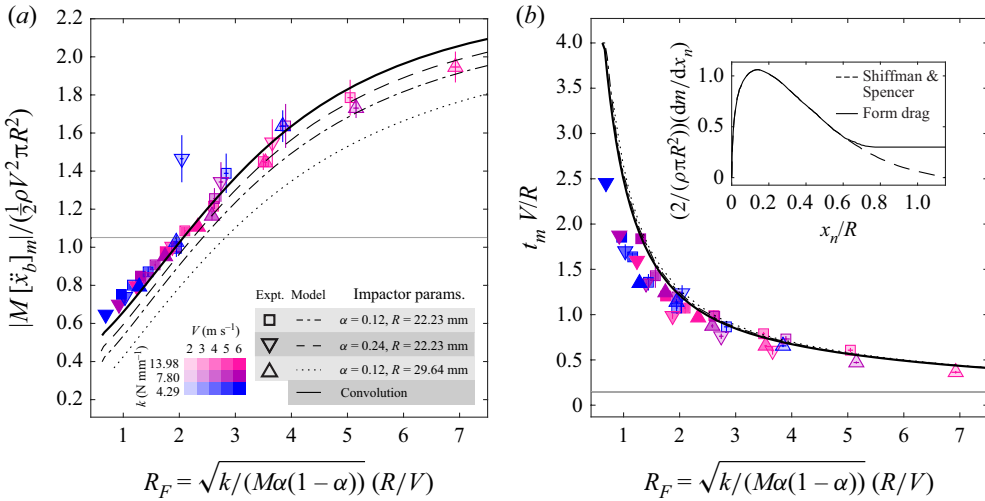 (a)
2.2
2.0
1.8
1.6
1.4
1.2
1.0
0.8
0.6
0.4
0.2
|M [ẍ_b]_m|/(½ρV²πR²)
Expt. Model Impactor params.
α = 0.12, R = 22.23 mm
α = 0.24, R = 22.23 mm
α = 0.12, R = 29.64 mm
Convolution
V (m s⁻¹)
2 3 4 5 6
k (N mm⁻¹)
13.98
7.80
4.29
1 2 3 4 5 6 7
R_F = √k/(Mα(1 − α)) (R/V)
(b)
4.0
3.5
3.0
2.5
2.0
1.5
1.0
0.5
0
t_m V/R
(2/(ρπR²))(dm/dx_n)
1.0
0.3
0
0 0.2 0.4 0.6 0.8 1.0
x_n/R
Shiffman &
Spencer
Form drag
1 2 3 4 5 6 7
R_F = √k/(Mα(1 − α)) (R/V)